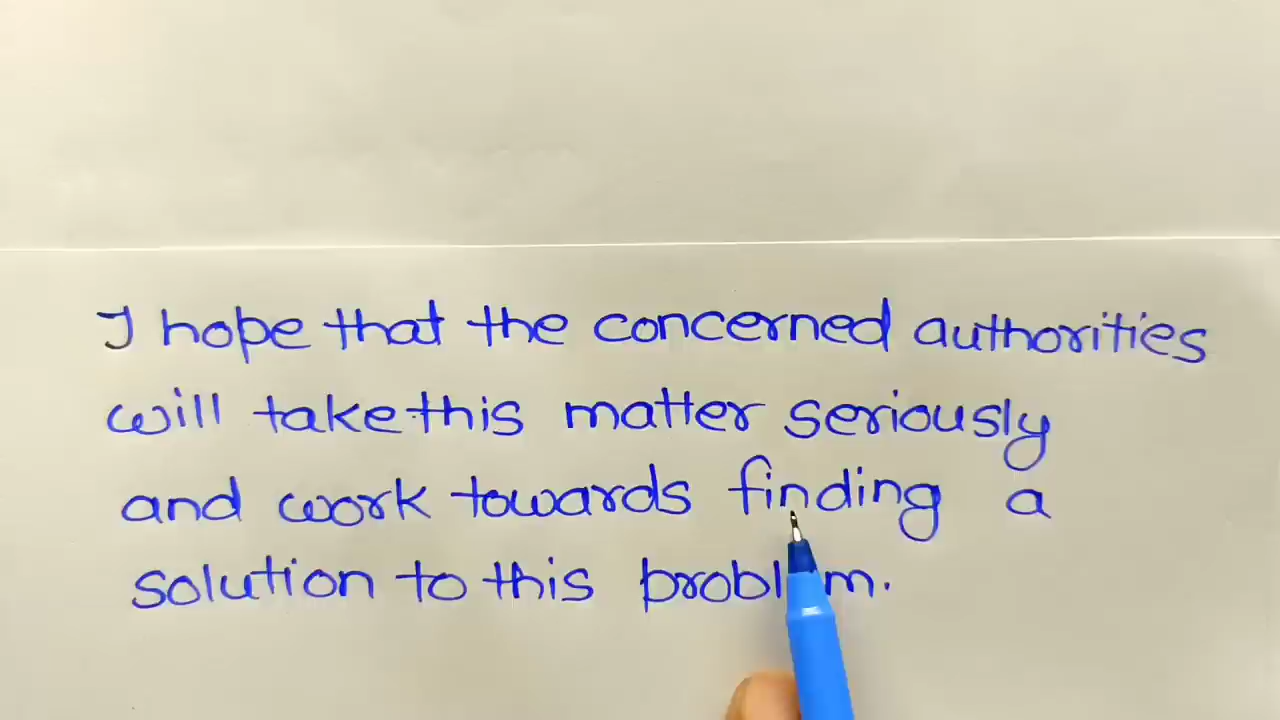 I hope that the concerned authorities
will take this matter seriously
and work towards finding a
solution to this problem.